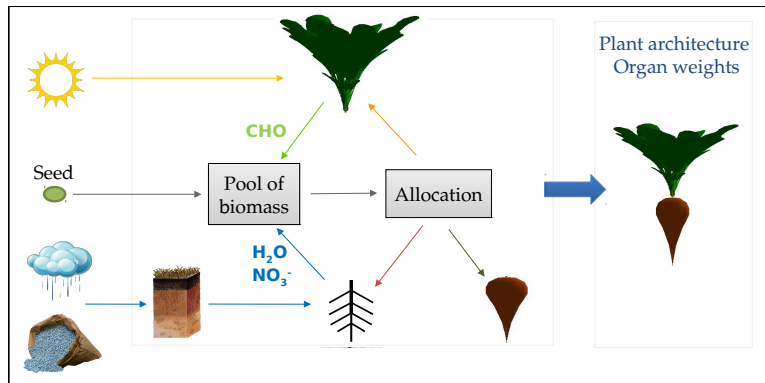 Plant architecture
Organ weights
CHO
Seed
Pool of
biomass
Allocation
H₂O
NO₃⁻